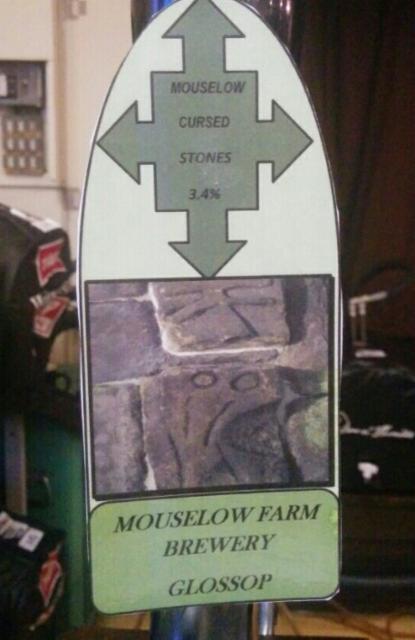 MOUSELOW
CURSED
STONES
3.4%
MOUSELOW FARM
BREWERY
GLOSSOP